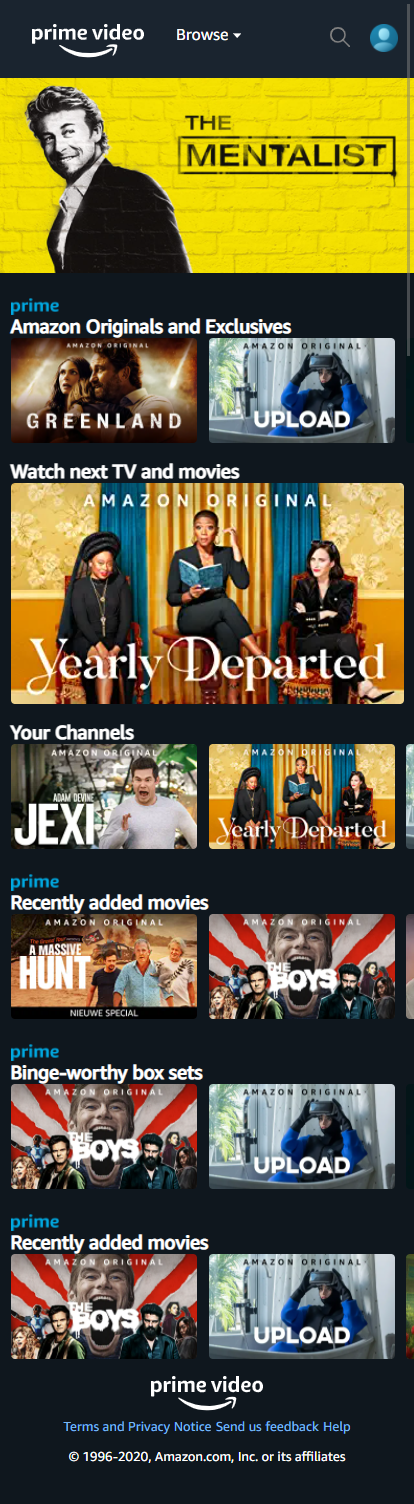 prime video
Browse
THE
MENTALIST
prime
Amazon Originals and Exclusives
AMAZON ORIGINAL
GREENLAND
AMAZON ORIGINAL
UPLOAD
Watch next TV and movies
AMAZON ORIGINAL
Yearly Departed
Your Channels
AMAZON ORIGINAL
ADAM DEVINE
JEXI
AMAZON ORIGINAL
Yearly Departed
prime
Recently added movies
AMAZON ORIGINAL
A MASSIVE
HUNT
NIEUWE SPECIAL
AMAZON ORIGINAL
THE
BOYS
prime
Binge-worthy box sets
AMAZON ORIGINAL
THE
BOYS
AMAZON ORIGINAL
UPLOAD
prime
Recently added movies
AMAZON ORIGINAL
THE
BOYS
AMAZON ORIGINAL
UPLOAD
prime video
Terms and Privacy Notice Send us feedback Help
© 1996-2020, Amazon.com, Inc. or its affiliates